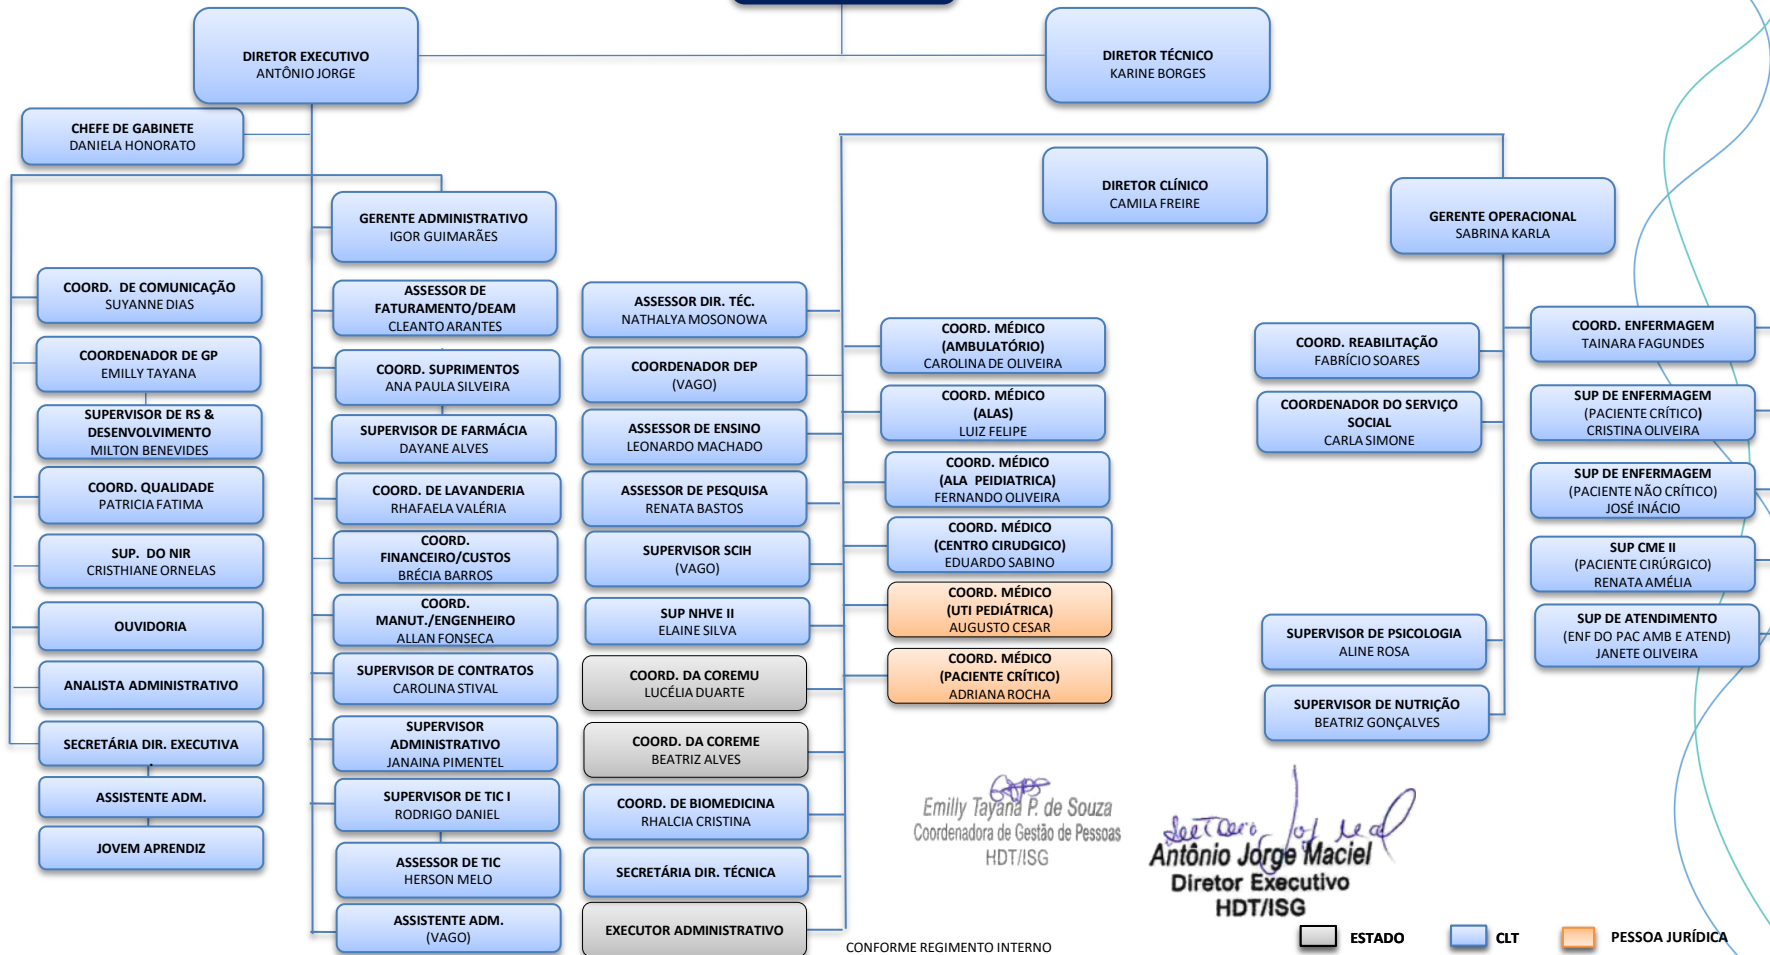 DIRETOR EXECUTIVO
ANTÔNIO JORGE
DIRETOR TÉCNICO
KARINE BORGES
CHEFE DE GABINETE
DANIELA HONORATO
DIRETOR CLÍNICO
CAMILA FREIRE
GERENTE ADMINISTRATIVO
IGOR GUIMARÃES
GERENTE OPERACIONAL
SABRINA KARLA
COORD. DE COMUNICAÇÃO
SUYANNE DIAS
COORDENADOR DE GP
EMILLY TAYANA
SUPERVISOR DE RS &
DESENVOLVIMENTO
MILTON BENEVIDES
COORD. QUALIDADE
PATRICIA FATIMA
SUP. DO NIR
CRISTHIANE ORNELAS
OUVIDORIA
ANALISTA ADMINISTRATIVO
SECRETÁRIA DIR. EXECUTIVA
.
ASSISTENTE ADM.
JOVEM APRENDIZ
ASSESSOR DE
FATURAMENTO/DEAM
CLEANTO ARANTES
COORD. SUPRIMENTOS
ANA PAULA SILVEIRA
SUPERVISOR DE FARMÁCIA
DAYANE ALVES
COORD. DE LAVANDERIA
RHAFAELA VALÉRIA
COORD.
FINANCEIRO/CUSTOS
BRÉCIA BARROS
COORD.
MANUT./ENGENHEIRO
ALLAN FONSECA
SUPERVISOR DE CONTRATOS
CAROLINA STIVAL
SUPERVISOR
ADMINISTRATIVO
JANAINA PIMENTEL
SUPERVISOR DE TIC I
RODRIGO DANIEL
ASSESSOR DE TIC
HERSON MELO
ASSISTENTE ADM.
(VAGO)
ASSESSOR DIR. TÉC.
NATHALYA MOSONOWA
COORDENADOR DEP
(VAGO)
ASSESSOR DE ENSINO
LEONARDO MACHADO
ASSESSOR DE PESQUISA
RENATA BASTOS
SUPERVISOR SCIH
(VAGO)
SUP NHVE II
ELAINE SILVA
COORD. DA COREMU
LUCÉLIA DUARTE
COORD. DA COREME
BEATRIZ ALVES
COORD. DE BIOMEDICINA
RHALCIA CRISTINA
SECRETÁRIA DIR. TÉCNICA
EXECUTOR ADMINISTRATIVO
COORD. MÉDICO
(AMBULATÓRIO)
CAROLINA DE OLIVEIRA
COORD. MÉDICO
(ALAS)
LUIZ FELIPE
COORD. MÉDICO
(ALA PEIDIATRICA)
FERNANDO OLIVEIRA
COORD. MÉDICO
(CENTRO CIRUDGICO)
EDUARDO SABINO
COORD. MÉDICO
(UTI PEDIÁTRICA)
AUGUSTO CESAR
COORD. MÉDICO
(PACIENTE CRÍTICO)
ADRIANA ROCHA
COORD. REABILITAÇÃO
FABRÍCIO SOARES
COORDENADOR DO SERVIÇO
SOCIAL
CARLA SIMONE
SUPERVISOR DE PSICOLOGIA
ALINE ROSA
SUPERVISOR DE NUTRIÇÃO
BEATRIZ GONÇALVES
COORD. ENFERMAGEM
TAINARA FAGUNDES
SUP DE ENFERMAGEM
(PACIENTE CRÍTICO)
CRISTINA OLIVEIRA
SUP DE ENFERMAGEM
(PACIENTE NÃO CRÍTICO)
JOSÉ INÁCIO
SUP CME II
(PACIENTE CIRÚRGICO)
RENATA AMÉLIA
SUP DE ATENDIMENTO
(ENF DO PAC AMB E ATEND)
JANETE OLIVEIRA
Emilly Tayana P. de Souza
Coordenadora de Gestão de Pessoas
HDT/ISG
Antônio Jorge Maciel
Diretor Executivo
HDT/ISG
CONFORME REGIMENTO INTERNO
ESTADO
CLT
PESSOA JURÍDICA